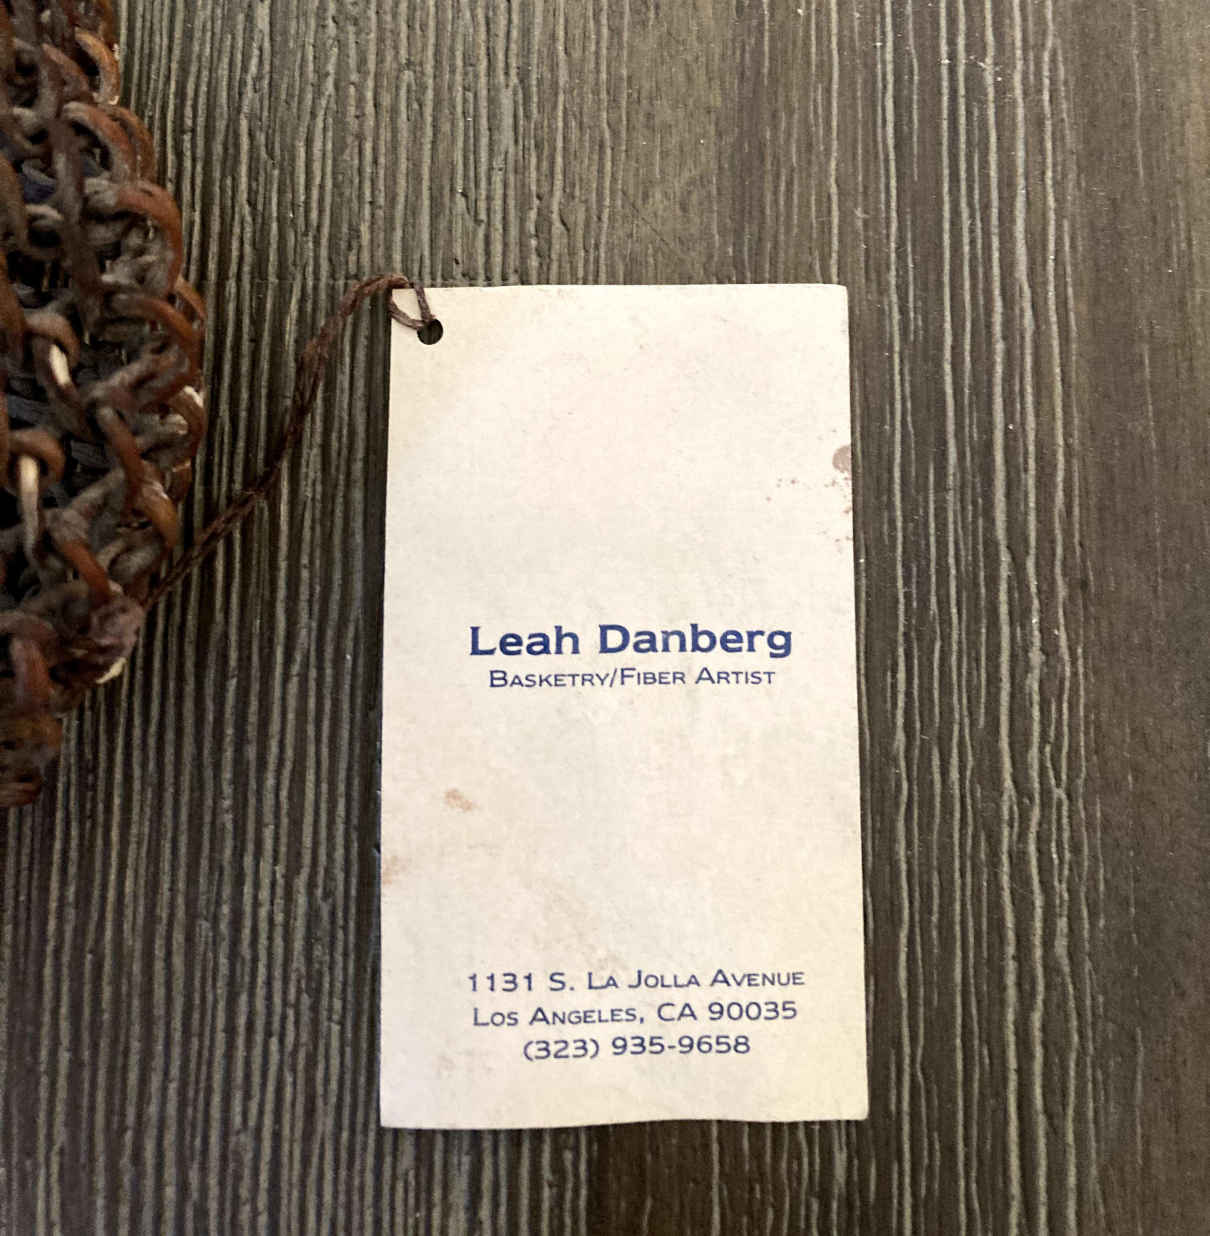 Leah Danberg
Basketry/Fiber Artist
1131 S. La Jolla Avenue
Los Angeles, CA 90035
(323) 935-9658